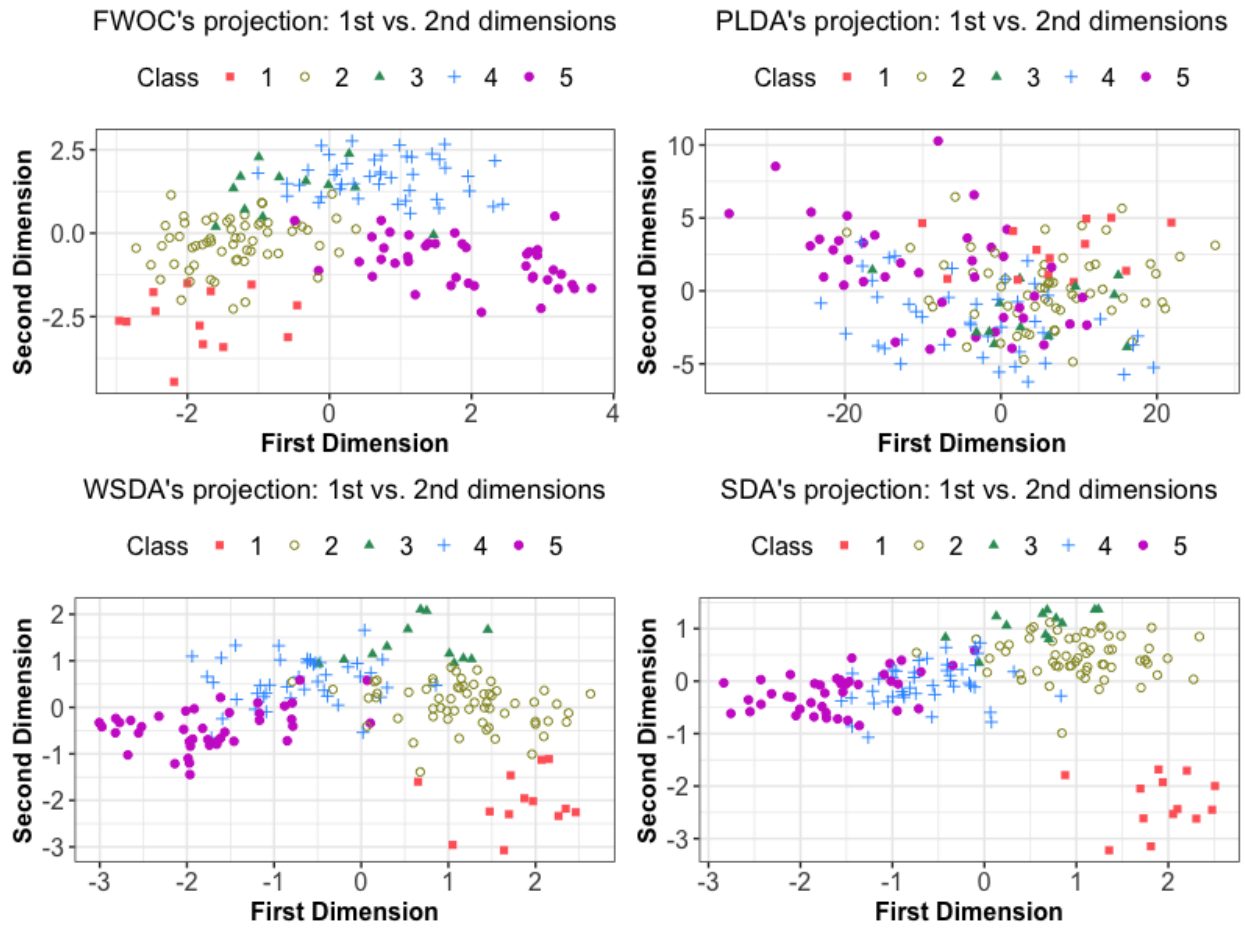 FWOC's projection: 1st vs. 2nd dimensions
Class 1 2 3 4 5
2.5
0.0
-2.5
Second Dimension
-2 0 2 4
First Dimension
PLDA's projection: 1st vs. 2nd dimensions
Class 1 2 3 4 5
10
5
0
-5
Second Dimension
-20 0 20
First Dimension
WSDA's projection: 1st vs. 2nd dimensions
Class 1 2 3 4 5
2
1
0
-1
-2
-3
Second Dimension
-3 -2 -1 0 1 2
First Dimension
SDA's projection: 1st vs. 2nd dimensions
Class 1 2 3 4 5
1
0
-1
-2
-3
Second Dimension
-3 -2 -1 0 1 2
First Dimension